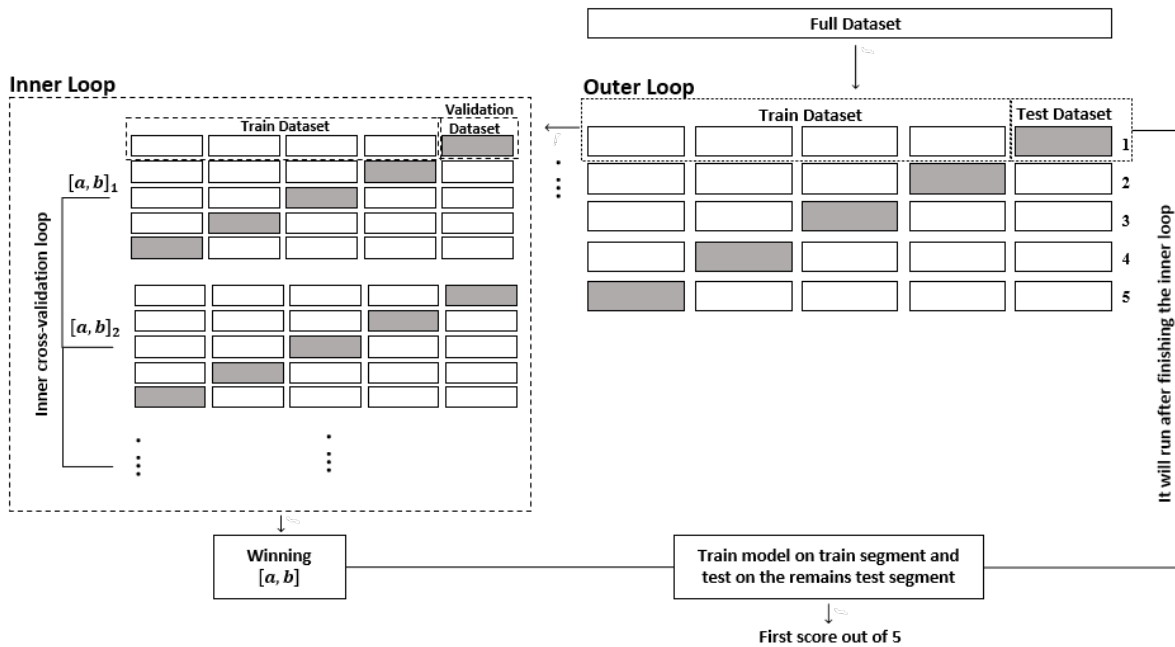 Full Dataset
Inner Loop
Outer Loop
Validation
Train Dataset
Dataset
Train Dataset
Test Dataset
1
[a, b]1
2
3
4
5
[a, b]2
Inner cross-validation loop
It will run after finishing the inner loop
Winning
[a, b]
Train model on train segment and
test on the remains test segment
First score out of 5